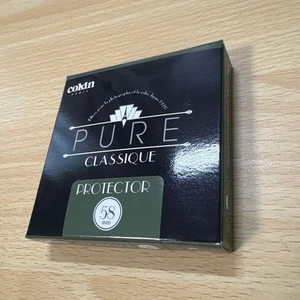 cokin
PARIS
PURE
CLASSIQUE
PROTECTOR
58
mm